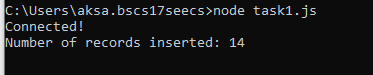 C:\Users\aksa.bscs17seecs>node task1.js
Connected!
Number of records inserted: 14